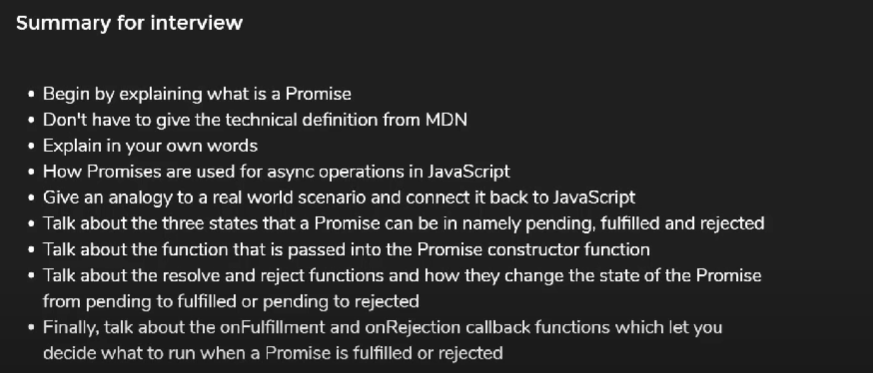 Summary for interview
• Begin by explaining what is a Promise
• Don't have to give the technical definition from MDN
• Explain in your own words
• How Promises are used for async operations in JavaScript
• Give an analogy to a real world scenario and connect it back to JavaScript
• Talk about the three states that a Promise can be in namely pending, fulfilled and rejected
• Talk about the function that is passed into the Promise constructor function
• Talk about the resolve and reject functions and how they change the state of the Promise
from pending to fulfilled or pending to rejected
• Finally, talk about the onFulfillment and onRejection callback functions which let you
decide what to run when a Promise is fulfilled or rejected